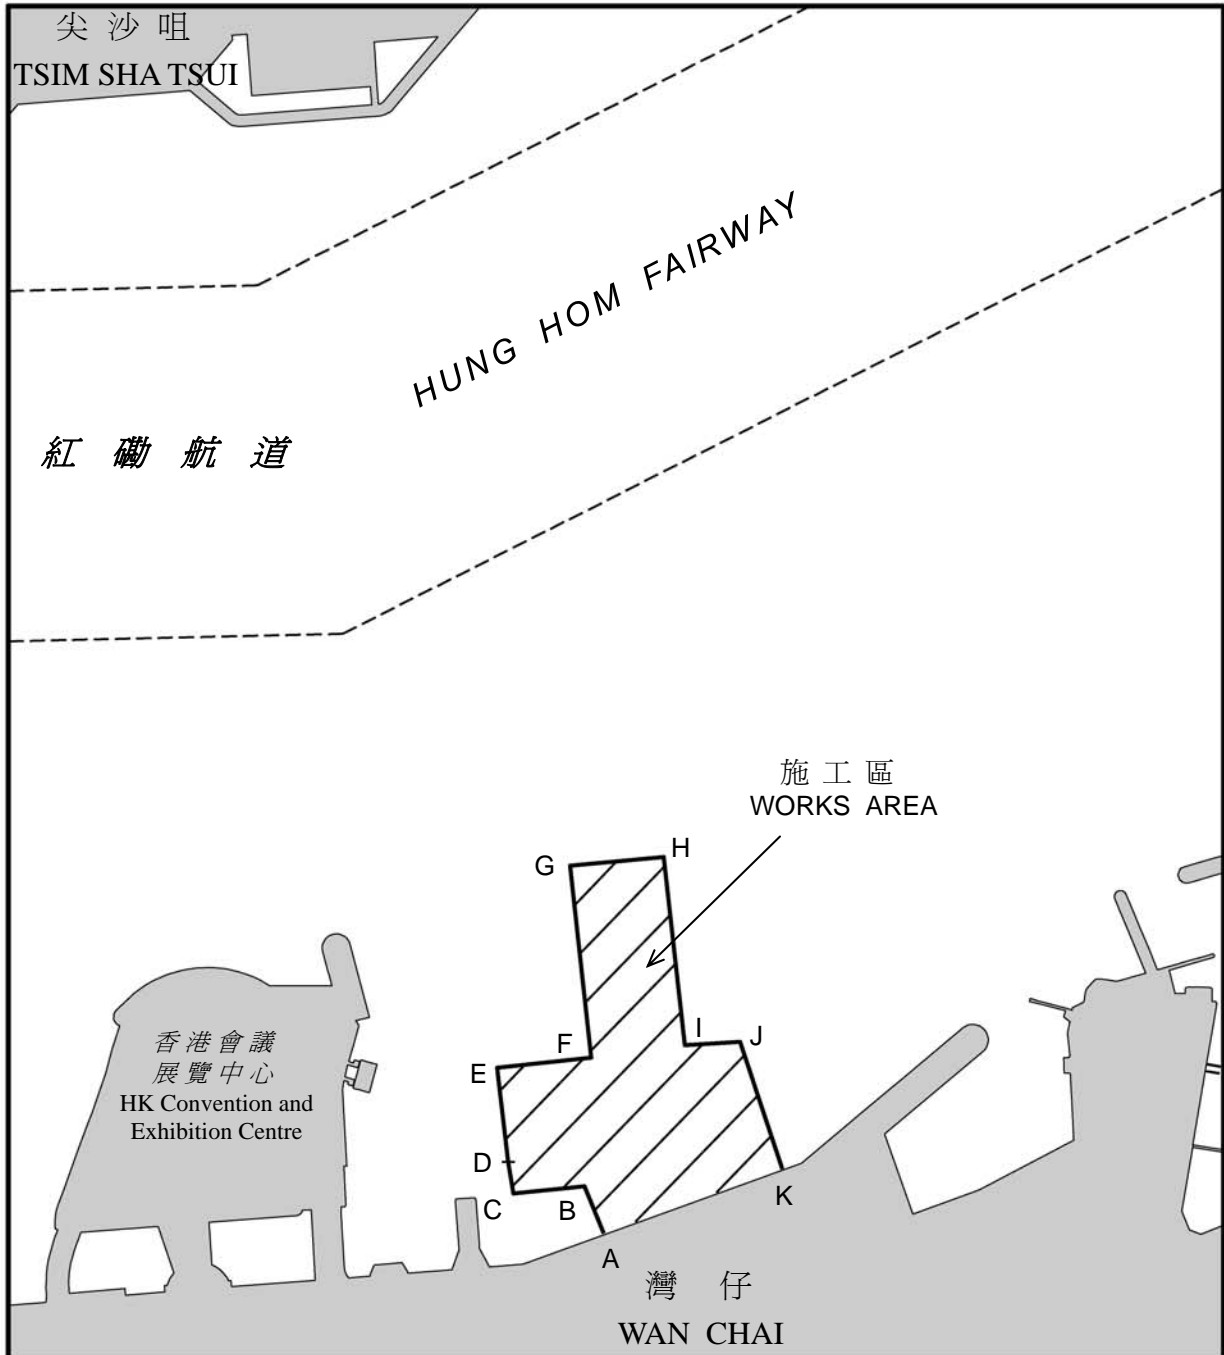 尖沙咀
TSIM SHA TSUI
HUNG HOM FAIRWAY
紅磡航道
施工區
WORKS AREA
G
H
F
I
J
E
D
C
B
K
A
香港會議
展覽中心
HK Convention and
Exhibition Centre
灣仔
WAN CHAI